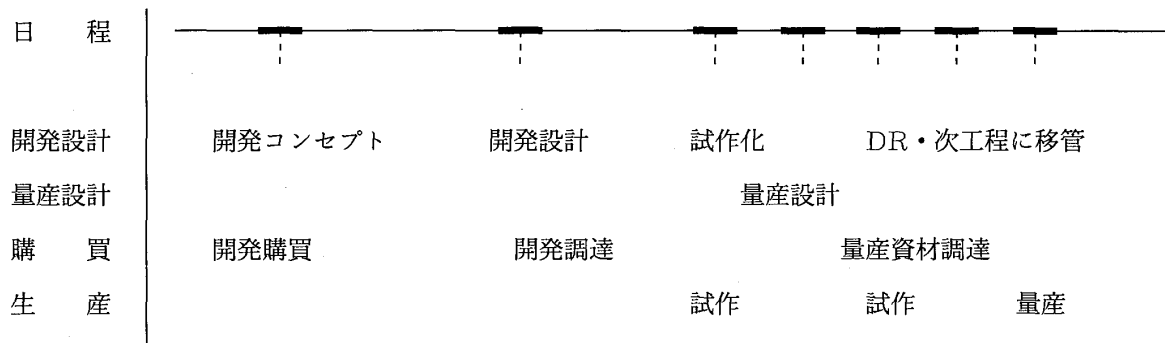 日 程
開発設計 開発コンセプト 開発設計 試作化 DR・次工程に移管
量産設計 量産設計
購 買 開発購買 開発調達 量産資材調達
生 産 試作 試作 量産